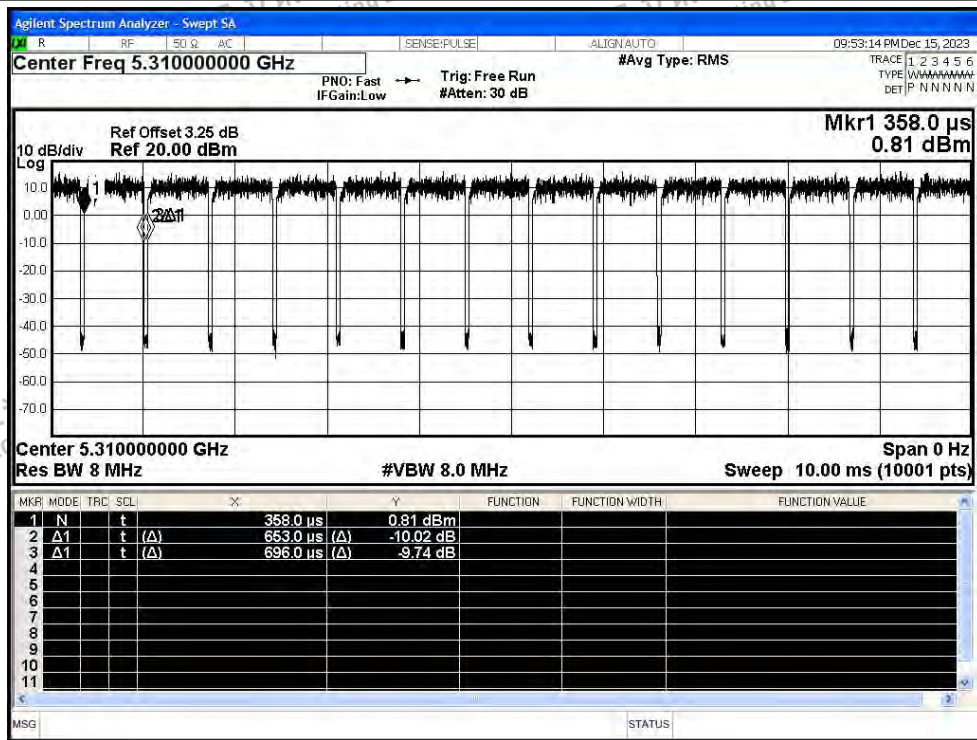 Agilent Spectrum Analyzer - Swept SA
R RF 50 Ω AC SENSE:PULSE ALIGN AUTO 09:53:14 PM Dec 15, 2023
Center Freq 5.310000000 GHz #Avg Type: RMS TRACE 1 2 3 4 5 6
PNO: Fast Trig: Free Run TYPE
IFGain:Low #Atten: 30 dB DET P N N N N N
Mkr1 358.0 µs
Ref Offset 3.25 dB
10 dB/div Ref 20.00 dBm 0.81 dBm
Log
10.0
0.00
-10.0
-20.0
-30.0
-40.0
-50.0
-60.0
-70.0
1
Center 5.310000000 GHz Span 0 Hz
Res BW 8 MHz #VBW 8.0 MHz Sweep 10.00 ms (10001 pts)
MKR MODE TRC SCL X Y FUNCTION FUNCTION WIDTH FUNCTION VALUE
1 N t 358.0 µs 0.81 dBm
2 Δ1 t (Δ) 653.0 µs (Δ) -10.02 dB
3 Δ1 t (Δ) 696.0 µs (Δ) -9.74 dB
4
5
6
7
8
9
10
11
MSG STATUS